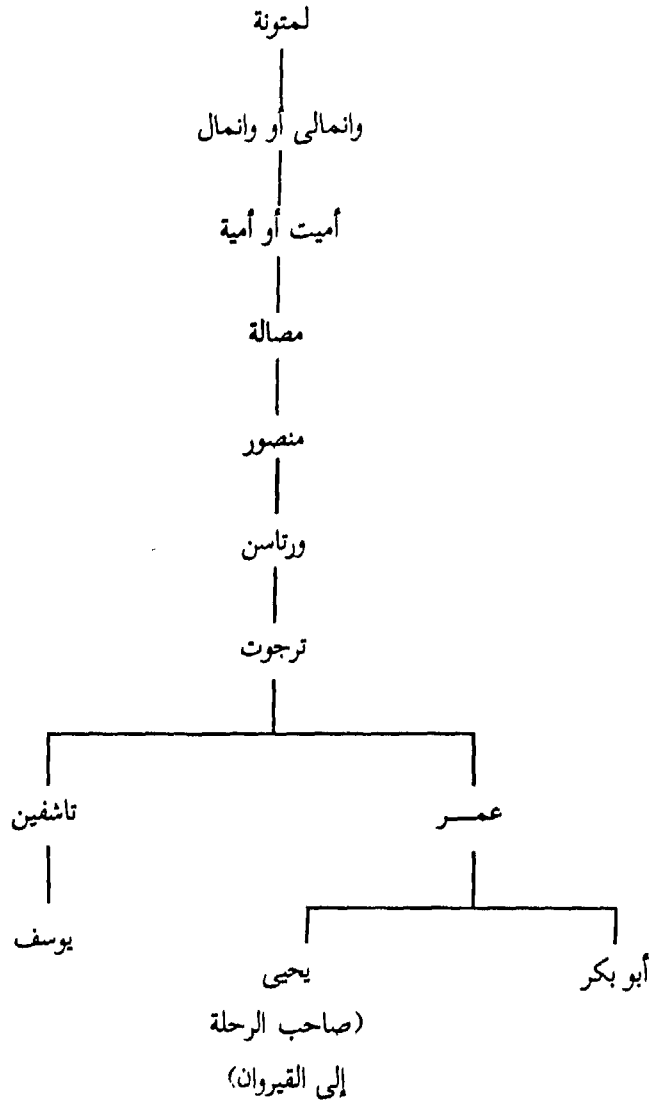 لمتونة
وانمالى أو وانمال
أميت أو أمية
مصالة
منصور
ورتاسن
ترجوت
عمـــر
تاشفين
أبو بكر
يحيى
(صاحب الرحلة
إلى القيروان)
يوسف